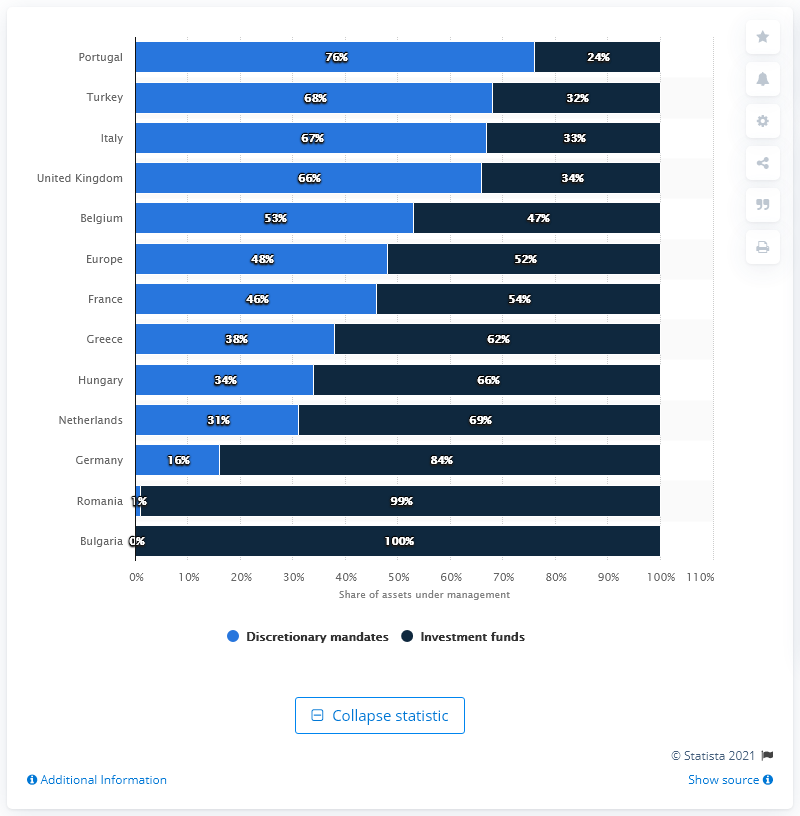 Portugal 76% 24%
Turkey 68% 32%
Italy 67% 33%
United Kingdom 66% 34%
Belgium 53% 47%
Europe 48% 52%
France 46% 54%
Greece 38% 62%
Hungary 34% 66%
Netherlands 31% 69%
Germany 16% 84%
Romania 1% 99%
Bulgaria 0% 100%
0% 10% 20% 30% 40% 50% 60% 70% 80% 90% 100% 110%
Share of assets under management
Discretionary mandates Investment funds
Collapse statistic
© Statista 2021
Additional Information Show source